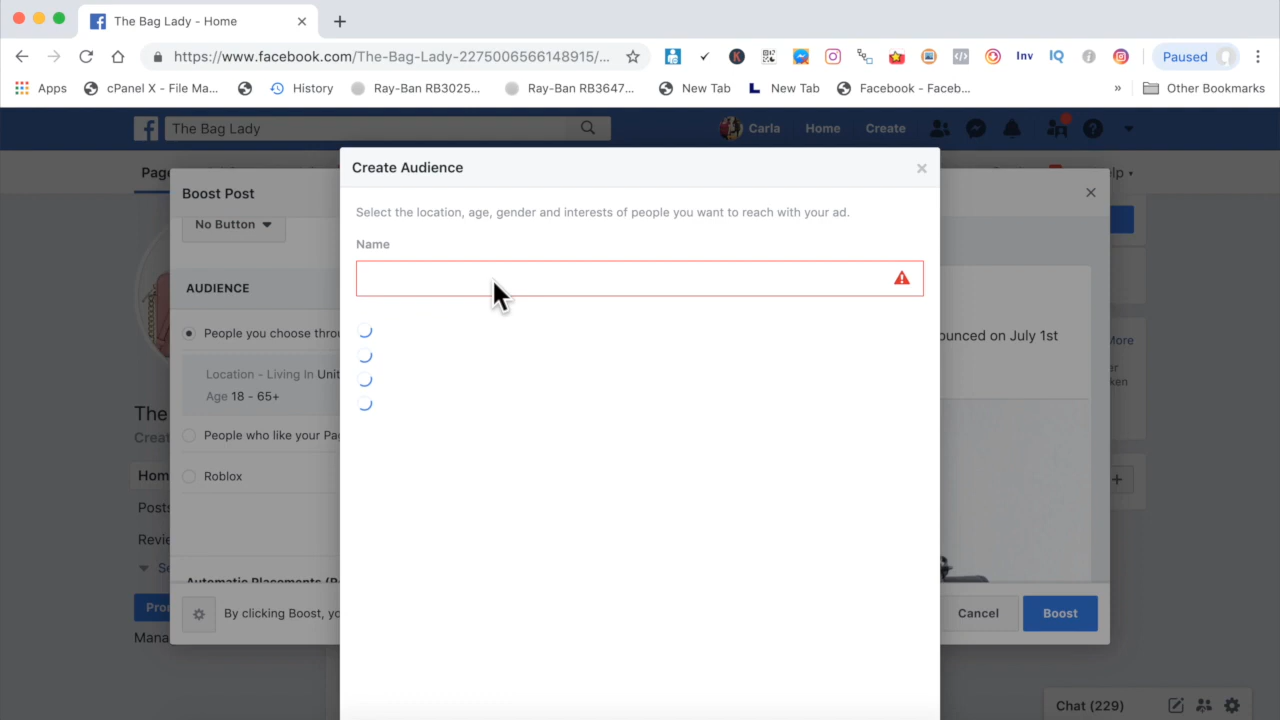 The Bag Lady - Home
https://www.facebook.com/The-Bag-Lady-2275006566148915/...
Inv
IQ
Paused
Apps
cPanel X - File Ma...
History
Ray-Ban RB3025...
Ray-Ban RB3647...
New Tab
New Tab
Facebook - Faceb...
»
Other Bookmarks
The Bag Lady
Carla
Home
Create
Create Audience
Select the location, age, gender and interests of people you want to reach with your ad.
Name
Page
elp
Boost Post
No Button
AUDIENCE
People you choose throu
Location - Living In Unit
Age 18 - 65+
People who like your Pag
Roblox
Automatic Placements (R
By clicking Boost, yo
ounced on July 1st
More
er
ken
The
Creat
Hom
Posts
Revie
Se
Pro
Mana
Cancel
Boost
Chat (229)